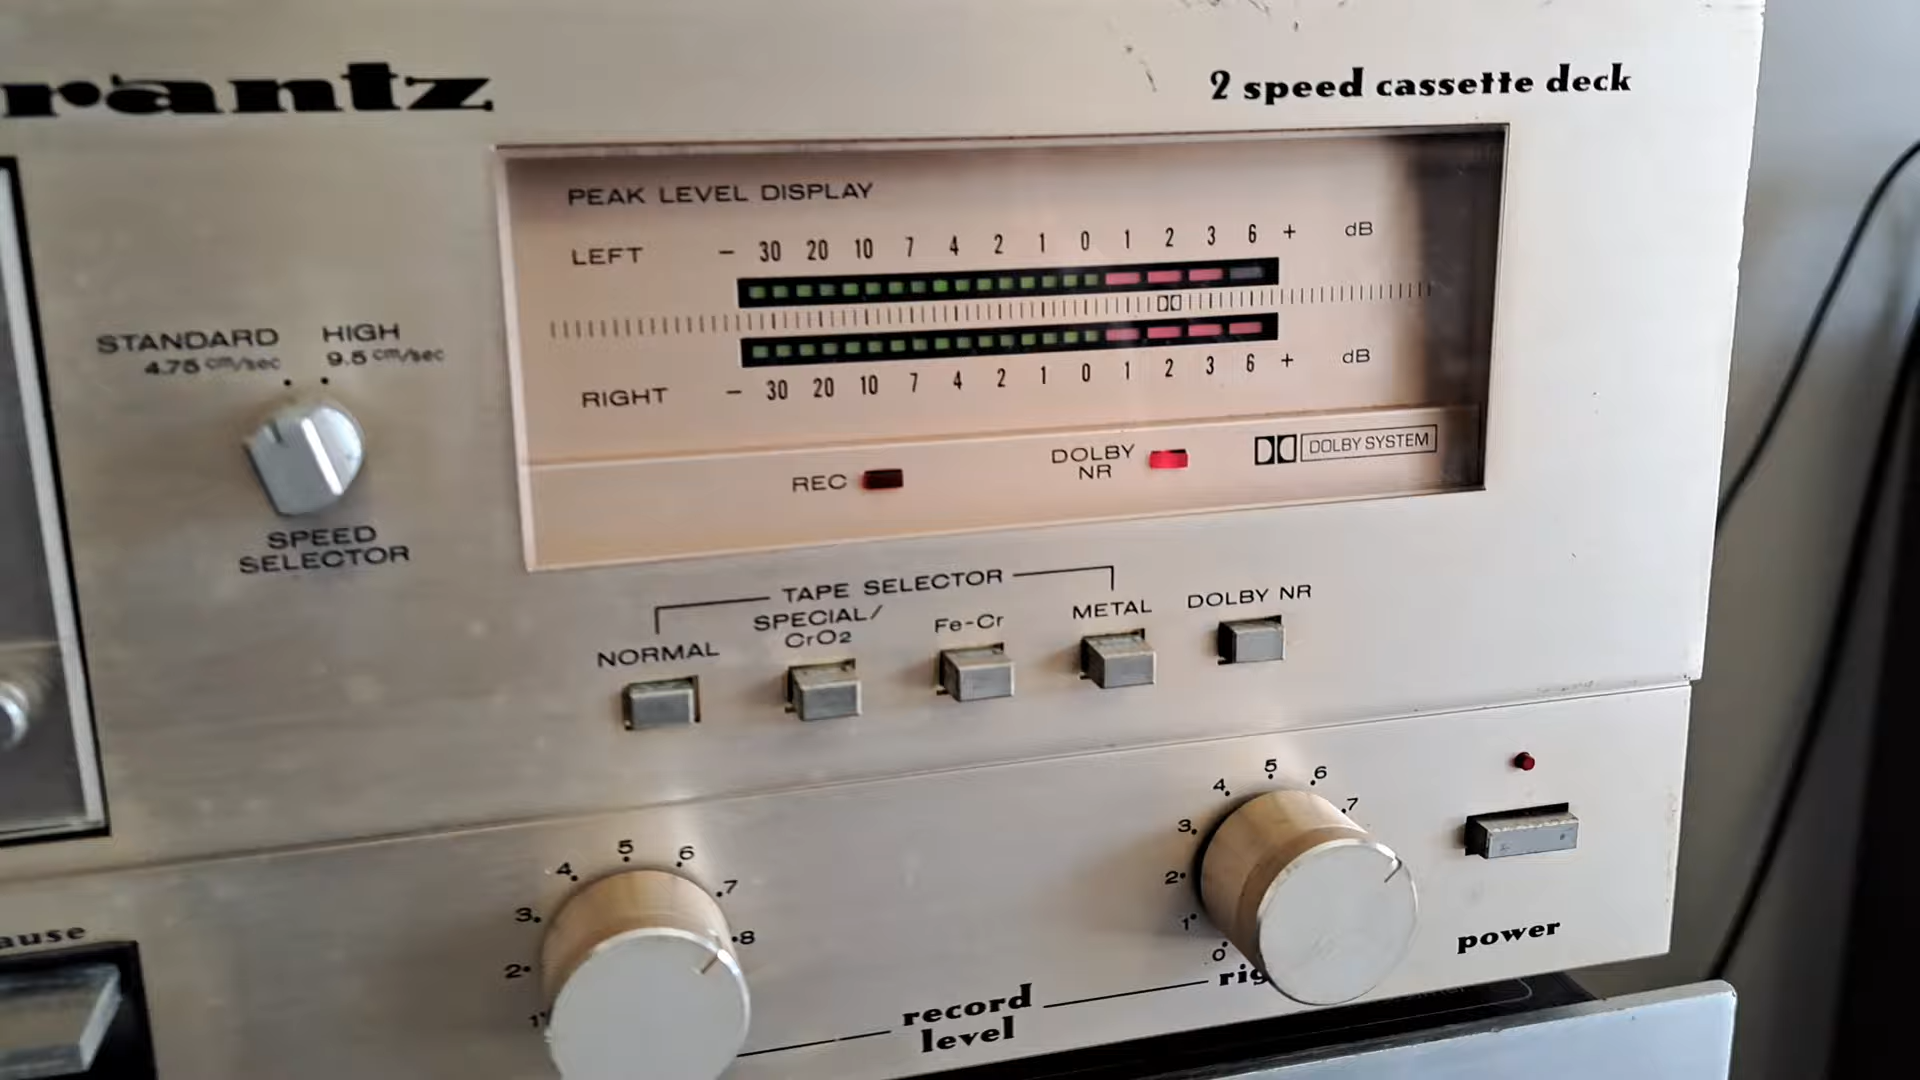 rantz
2 speed cassette deck
PEAK LEVEL DISPLAY
LEFT - 30 20 10 7 4 2 1 0 1 2 3 6 + dB
RIGHT - 30 20 10 7 4 2 1 0 1 2 3 6 + dB
REC
DOLBY
NR
DOLBY SYSTEM
STANDARD
4.75 cm/sec
HIGH
9.5 cm/sec
SPEED
SELECTOR
TAPE SELECTOR
NORMAL
SPECIAL/
CrO2
Fe-Cr
METAL
DOLBY NR
1 2 3 4 5 6 7 8
0 1 2 3 4 5 6 7
record
level
rig
power
ause